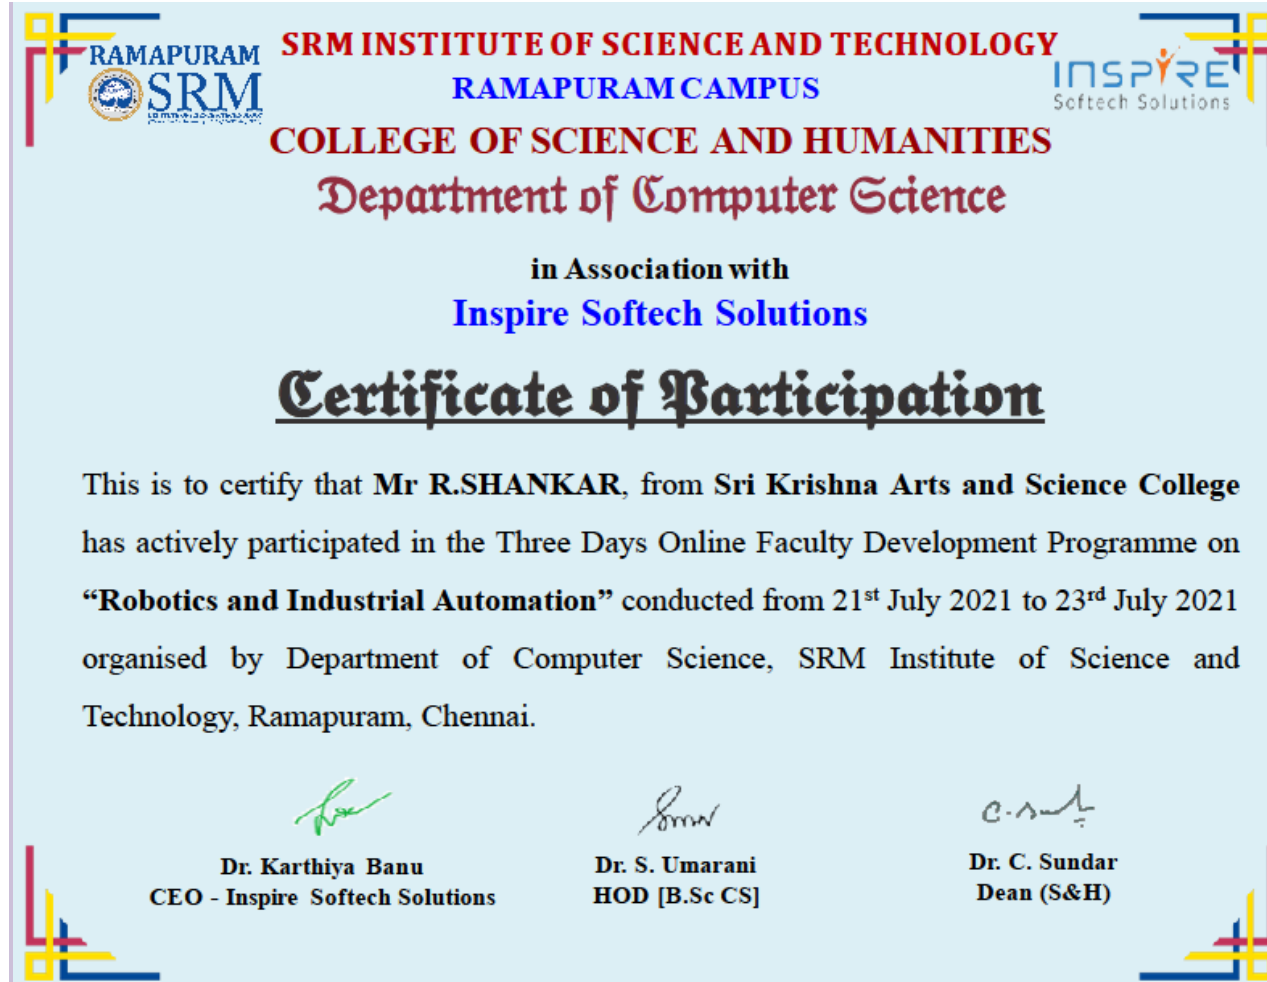 RAMAPURAM
SRM
SRM INSTITUTE OF SCIENCE AND TECHNOLOGY
INSPIRE
Softech Solutions
RAMAPURAM CAMPUS
COLLEGE OF SCIENCE AND HUMANITIES
Department of Computer Science
in Association with
Inspire Softech Solutions
Certificate of Participation
This is to certify that Mr R.SHANKAR, from Sri Krishna Arts and Science College
has actively participated in the Three Days Online Faculty Development Programme on
“Robotics and Industrial Automation” conducted from 21st July 2021 to 23rd July 2021
organised by Department of Computer Science, SRM Institute of Science and
Technology, Ramapuram, Chennai.
Dr. Karthiya Banu
CEO - Inspire Softech Solutions
Dr. S. Umarani
HOD [B.Sc CS]
C. Sund
Dr. C. Sundar
Dean (S&H)